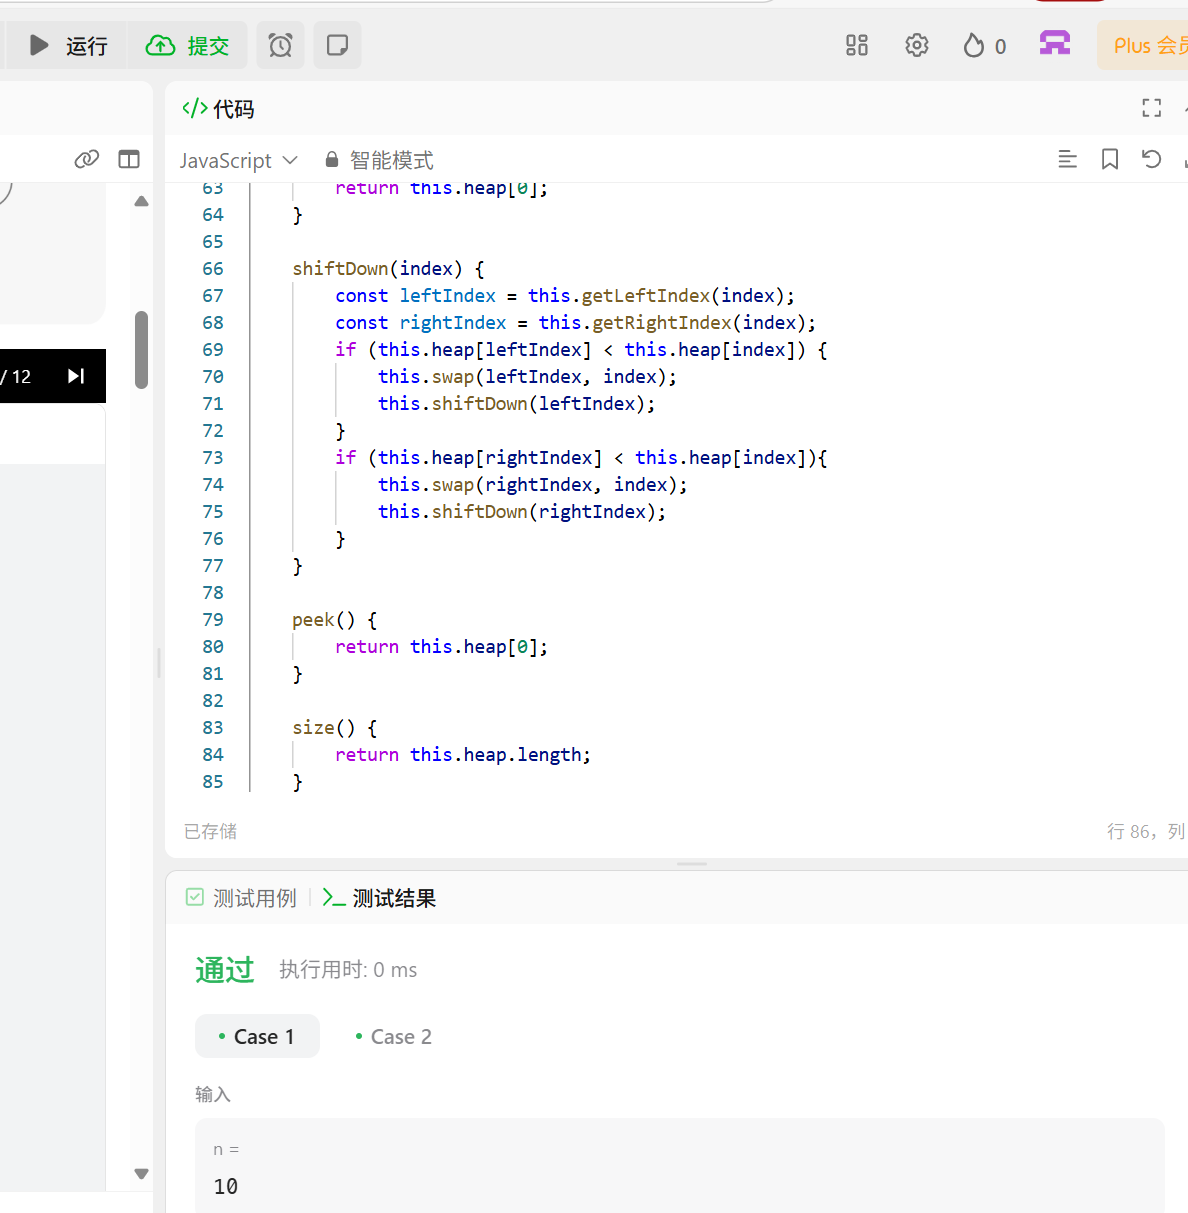 运行
提交
0
Plus 会员
代码
JavaScript
智能模式
63 return this.heap[0];
64 }
65
66 shiftDown(index) {
67 const leftIndex = this.getLeftIndex(index);
68 const rightIndex = this.getRightIndex(index);
69 if (this.heap[leftIndex] < this.heap[index]) {
70 this.swap(leftIndex, index);
71 this.shiftDown(leftIndex);
72 }
73 if (this.heap[rightIndex] < this.heap[index]){
74 this.swap(rightIndex, index);
75 this.shiftDown(rightIndex);
76 }
77 }
78
79 peek() {
80 return this.heap[0];
81 }
82
83 size() {
84 return this.heap.length;
85 }
/ 12
已存储
行 86，列
测试用例
测试结果
通过
执行用时: 0 ms
Case 1
Case 2
输入
n =
10